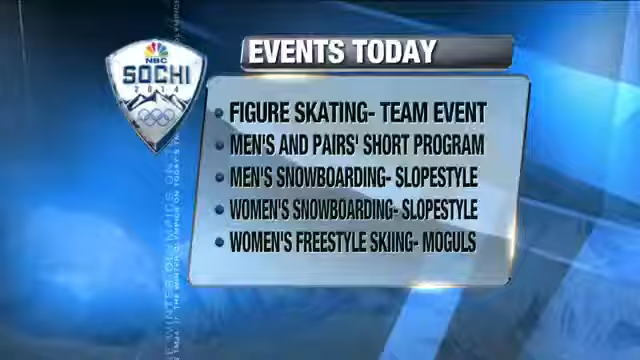 NBC
SOCHI
2014
EVENTS TODAY
• FIGURE SKATING- TEAM EVENT
• MEN'S AND PAIRS' SHORT PROGRAM
• MEN'S SNOWBOARDING- SLOPESTYLE
• WOMEN'S SNOWBOARDING- SLOPESTYLE
• WOMEN'S FREESTYLE SKIING- MOGULS